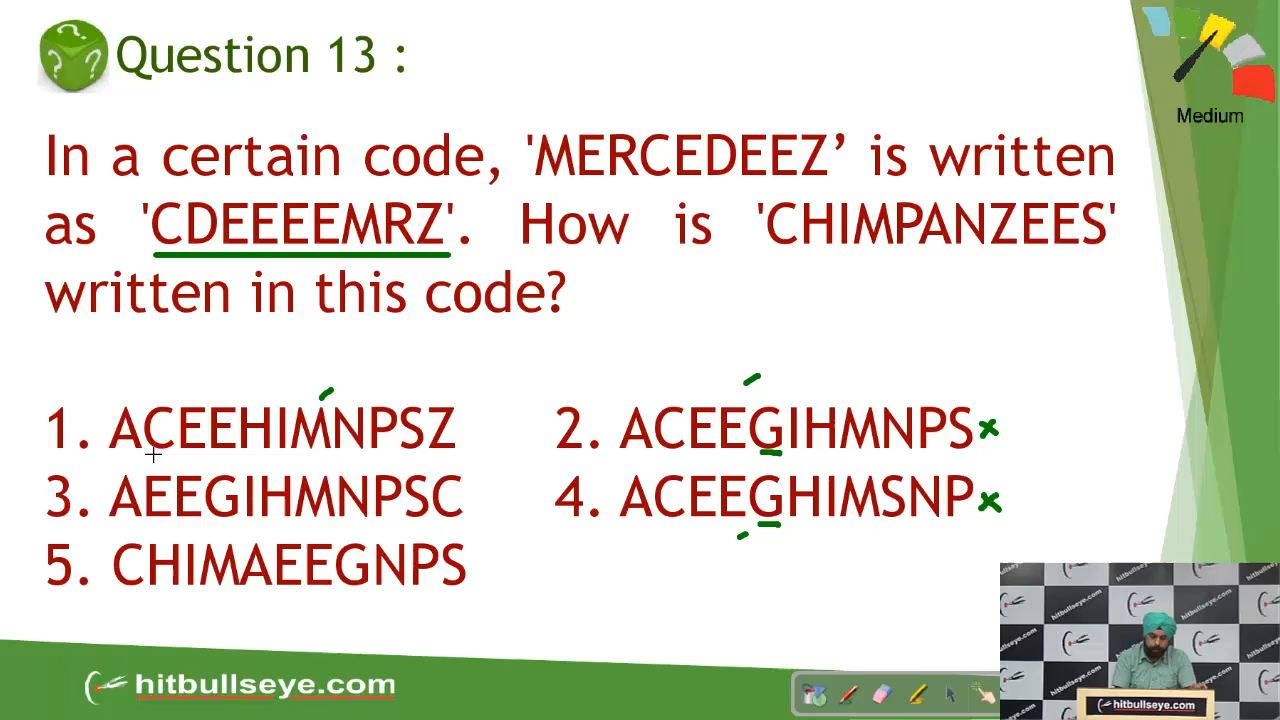 Question 13 :
Medium
In a certain code, 'MERCEDEEZ’ is written
as 'CDEEEEMRZ'. How is 'CHIMPANZEES'
written in this code?
1. ACEEHIMNPSZ 2. ACEEGIHMNPS
3. AEEGIHMNPSC 4. ACEEGHIMSNP
5. CHIMAEEGNPS
hitbullseye.com
hitbullseye.com